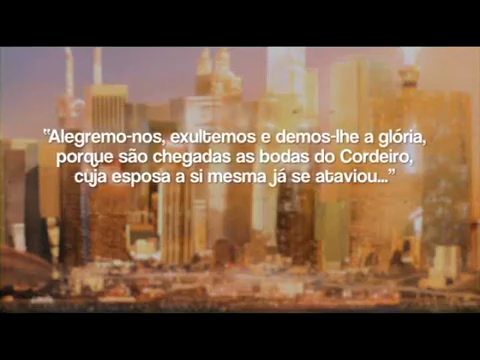 “Alegremo-nos, exultemos e demos-lhe a glória,
porque são chegadas as bodas do Cordeiro,
cuja esposa a si mesma já se ataviou...”